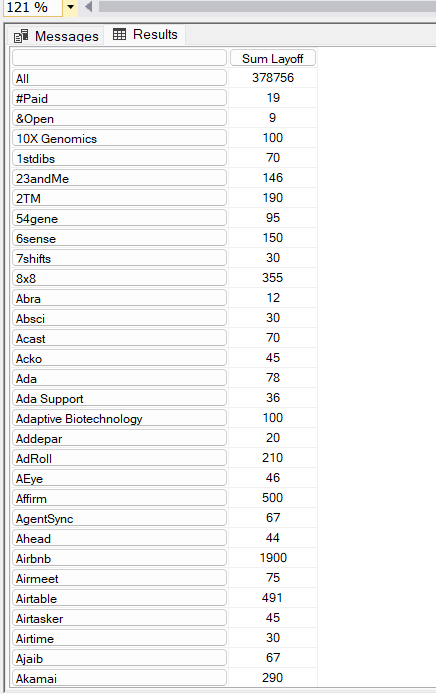 121 %
Messages Results
Sum Layoff
All 378756
#Paid 19
&Open 9
10X Genomics 100
1stdibs 70
23andMe 146
2TM 190
54gene 95
6sense 150
7shifts 30
8x8 355
Abra 12
Absci 30
Acast 70
Acko 45
Ada 78
Ada Support 36
Adaptive Biotechnology 100
Addepar 20
AdRoll 210
AEye 46
Affirm 500
AgentSync 67
Ahead 44
Airbnb 1900
Airmeet 75
Airtable 491
Airtasker 45
Airtime 30
Ajaib 67
Akamai 290